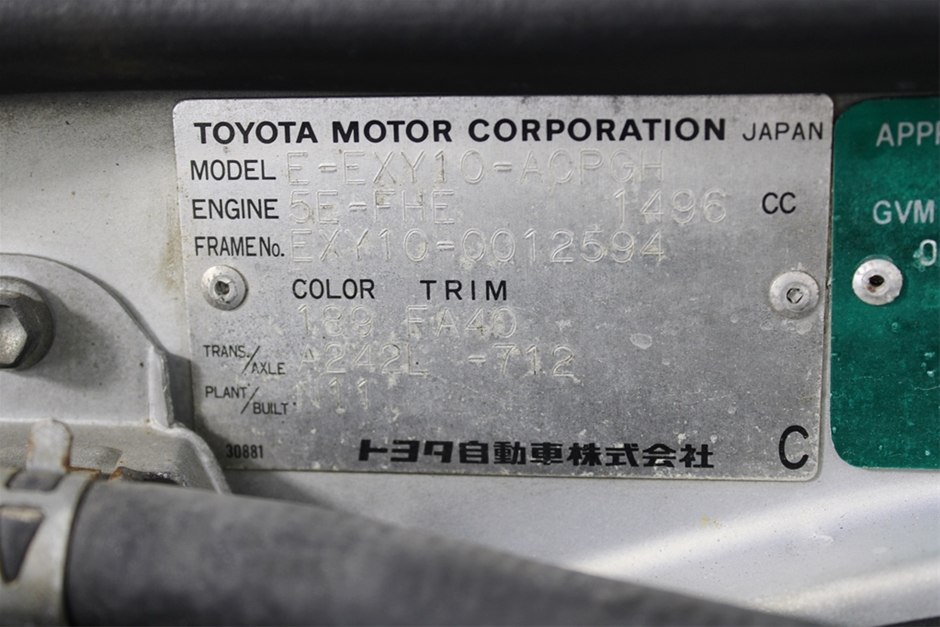 TOYOTA MOTOR CORPORATION JAPAN
MODEL E-EXY10-ACPGH
ENGINE 5E-FHE 1496 CC
FRAME No. EXY10-0012594
COLOR TRIM
189 FA40
TRANS./AXLE A242L -712
PLANT/BUILT N11
30881 トヨタ自動車株式会社 C
GVM